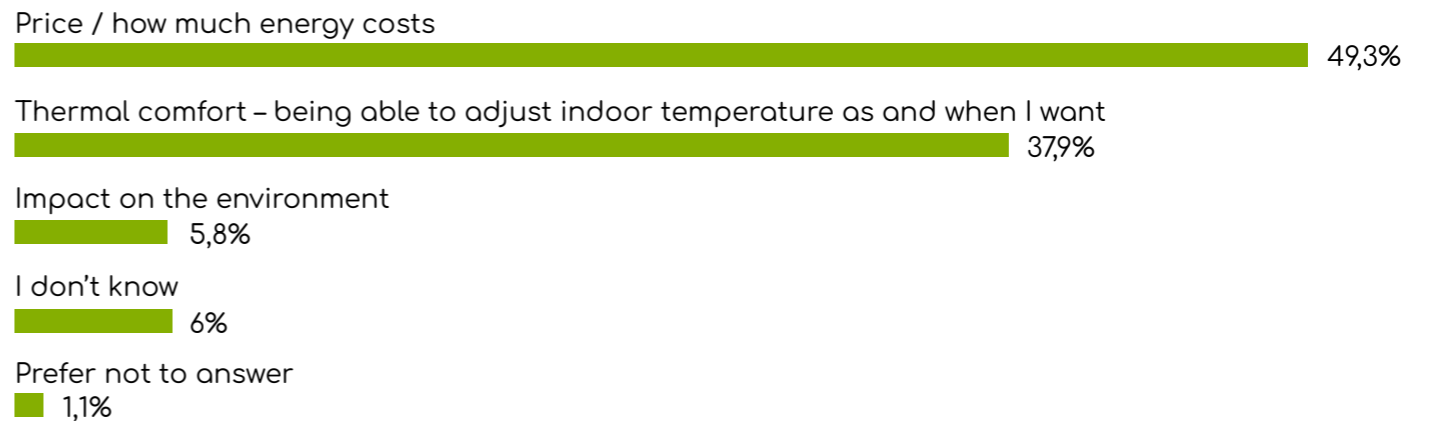 Price / how much energy costs
49,3%
Thermal comfort – being able to adjust indoor temperature as and when I want
37,9%
Impact on the environment
5,8%
I don’t know
6%
Prefer not to answer
1,1%